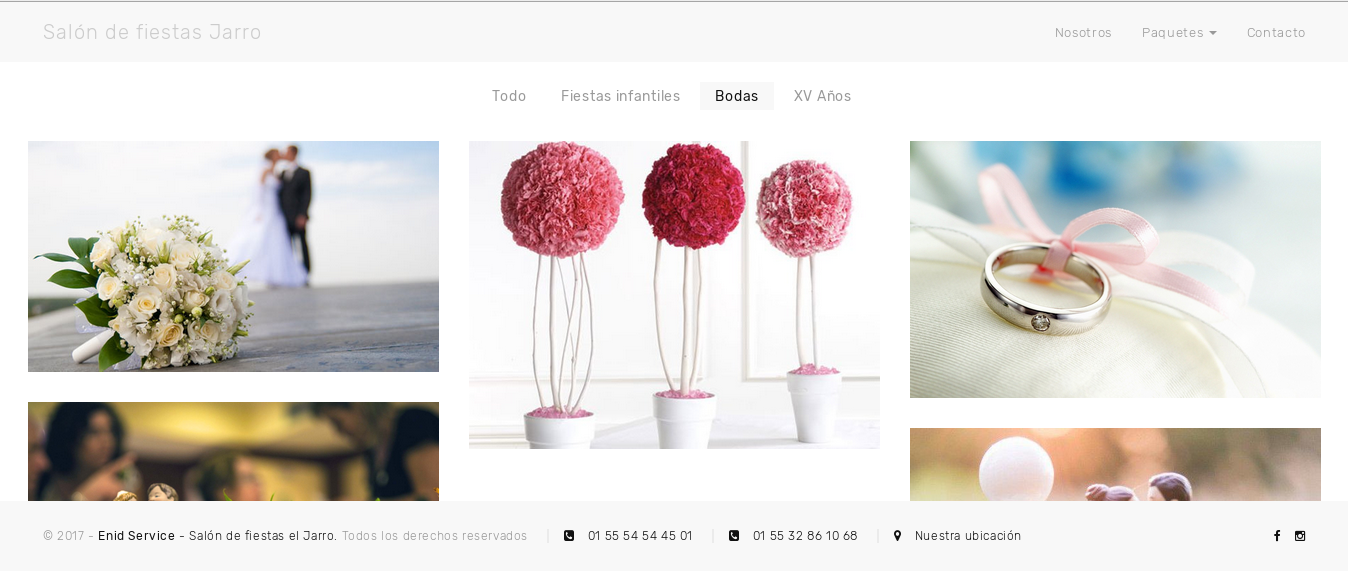 Salón de fiestas Jarro
Nosotros Paquetes Contacto
Todo Fiestas infantiles Bodas XV Años
© 2017 - Enid Service - Salón de fiestas el Jarro. Todos los derechos reservados | 01 55 54 54 45 01 | 01 55 32 86 10 68 | Nuestra ubicación